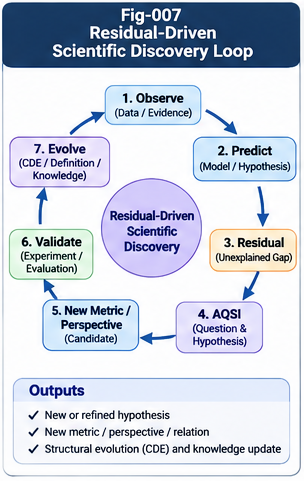 Fig-007
Residual-Driven
Scientific Discovery Loop
1. Observe
(Data / Evidence)
2. Predict
(Model / Hypothesis)
3. Residual
(Unexplained Gap)
4. AQSI
(Question &
Hypothesis)
5. New Metric /
Perspective
(Candidate)
6. Validate
(Experiment /
Evaluation)
7. Evolve
(CDE / Definition /
Knowledge)
Residual-Driven
Scientific
Discovery
Outputs
✓ New or refined hypothesis
✓ New metric / perspective / relation
✓ Structural evolution (CDE) and knowledge update